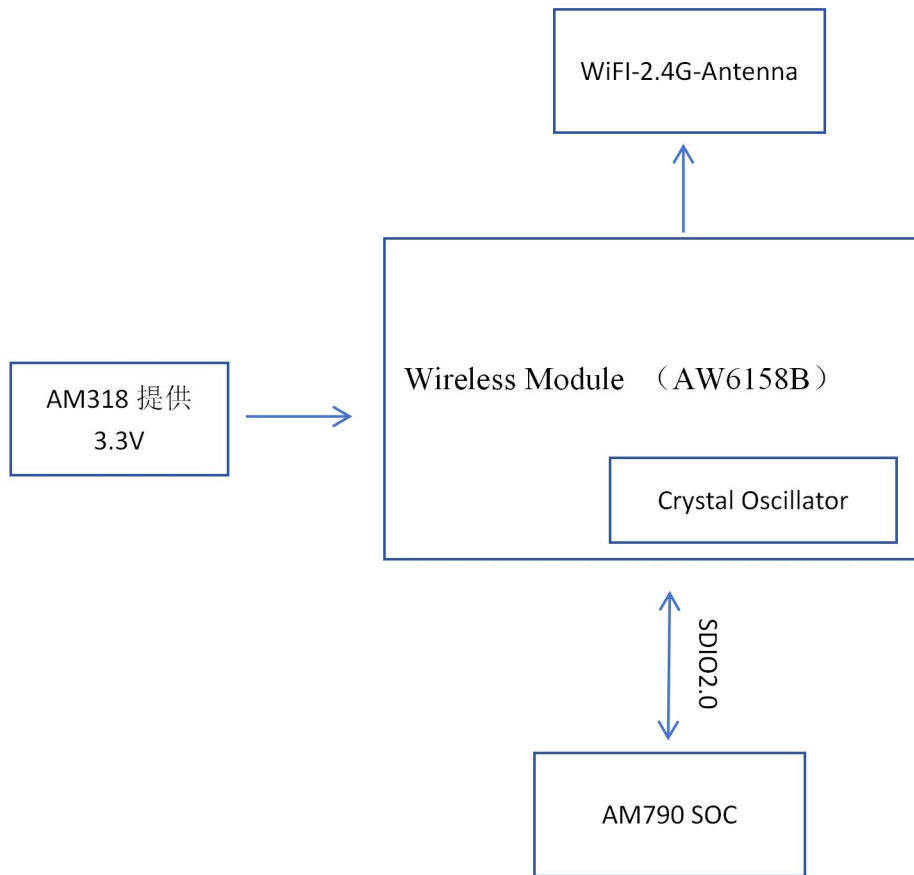 WiFI-2.4G-Antenna
Wireless Module （AW6158B）
AM318 提供
3.3V
Crystal Oscillator
SDIO2.0
AM790 SOC